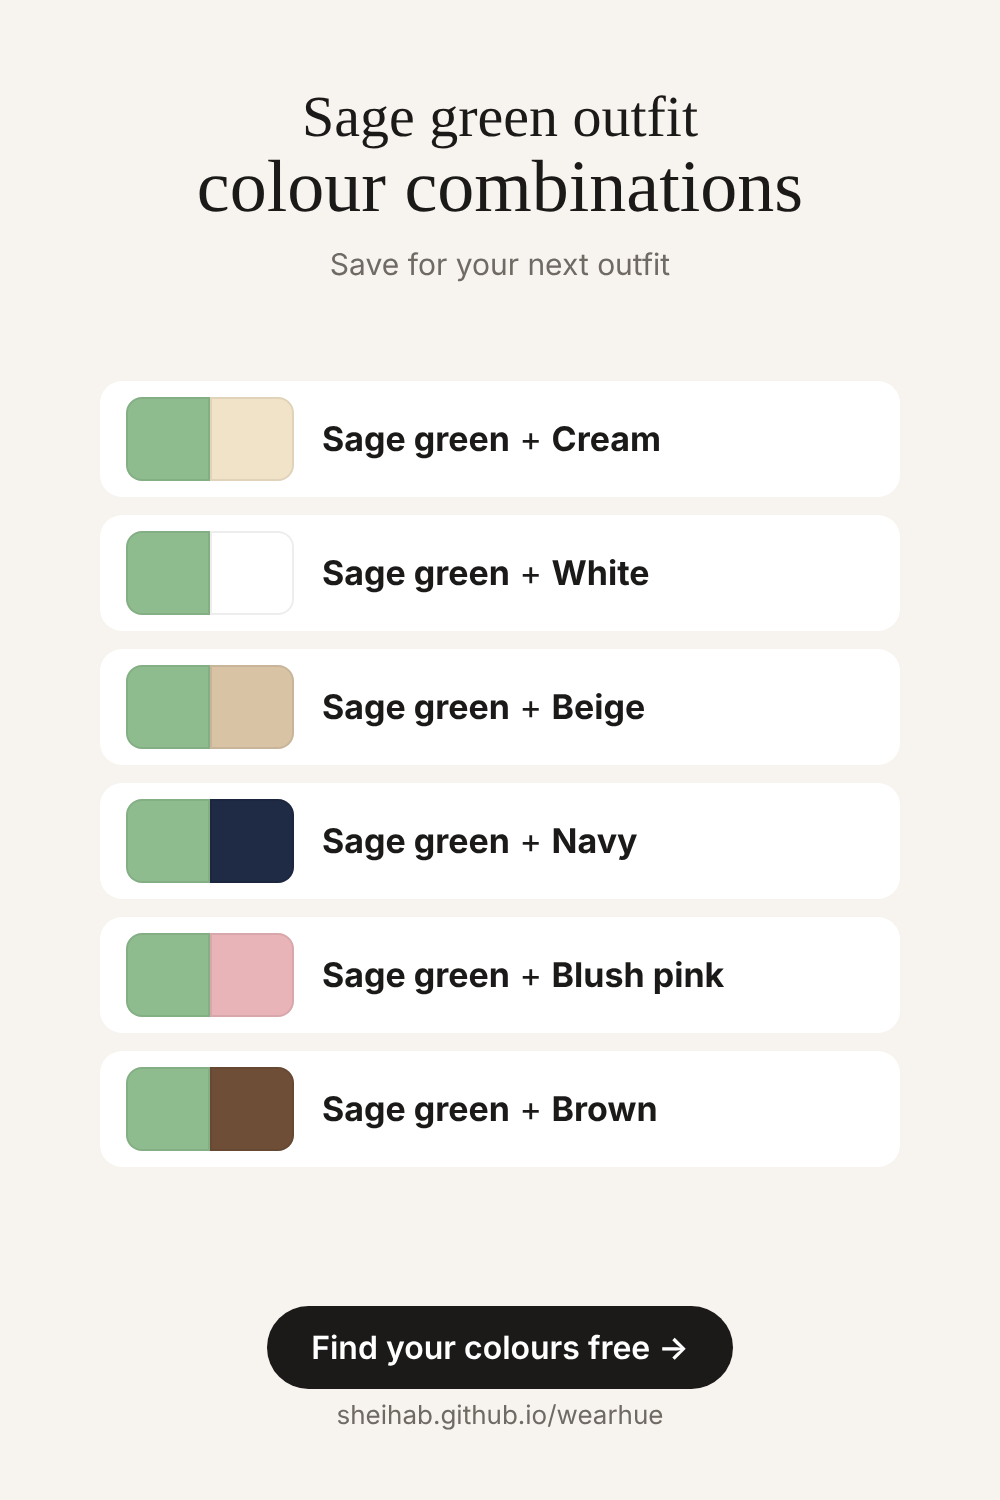 Sage green outfit
colour combinations
Save for your next outfit
Sage green + Cream
Sage green + White
Sage green + Beige
Sage green + Navy
Sage green + Blush pink
Sage green + Brown
Find your colours free →
sheihab.github.io/wearhue